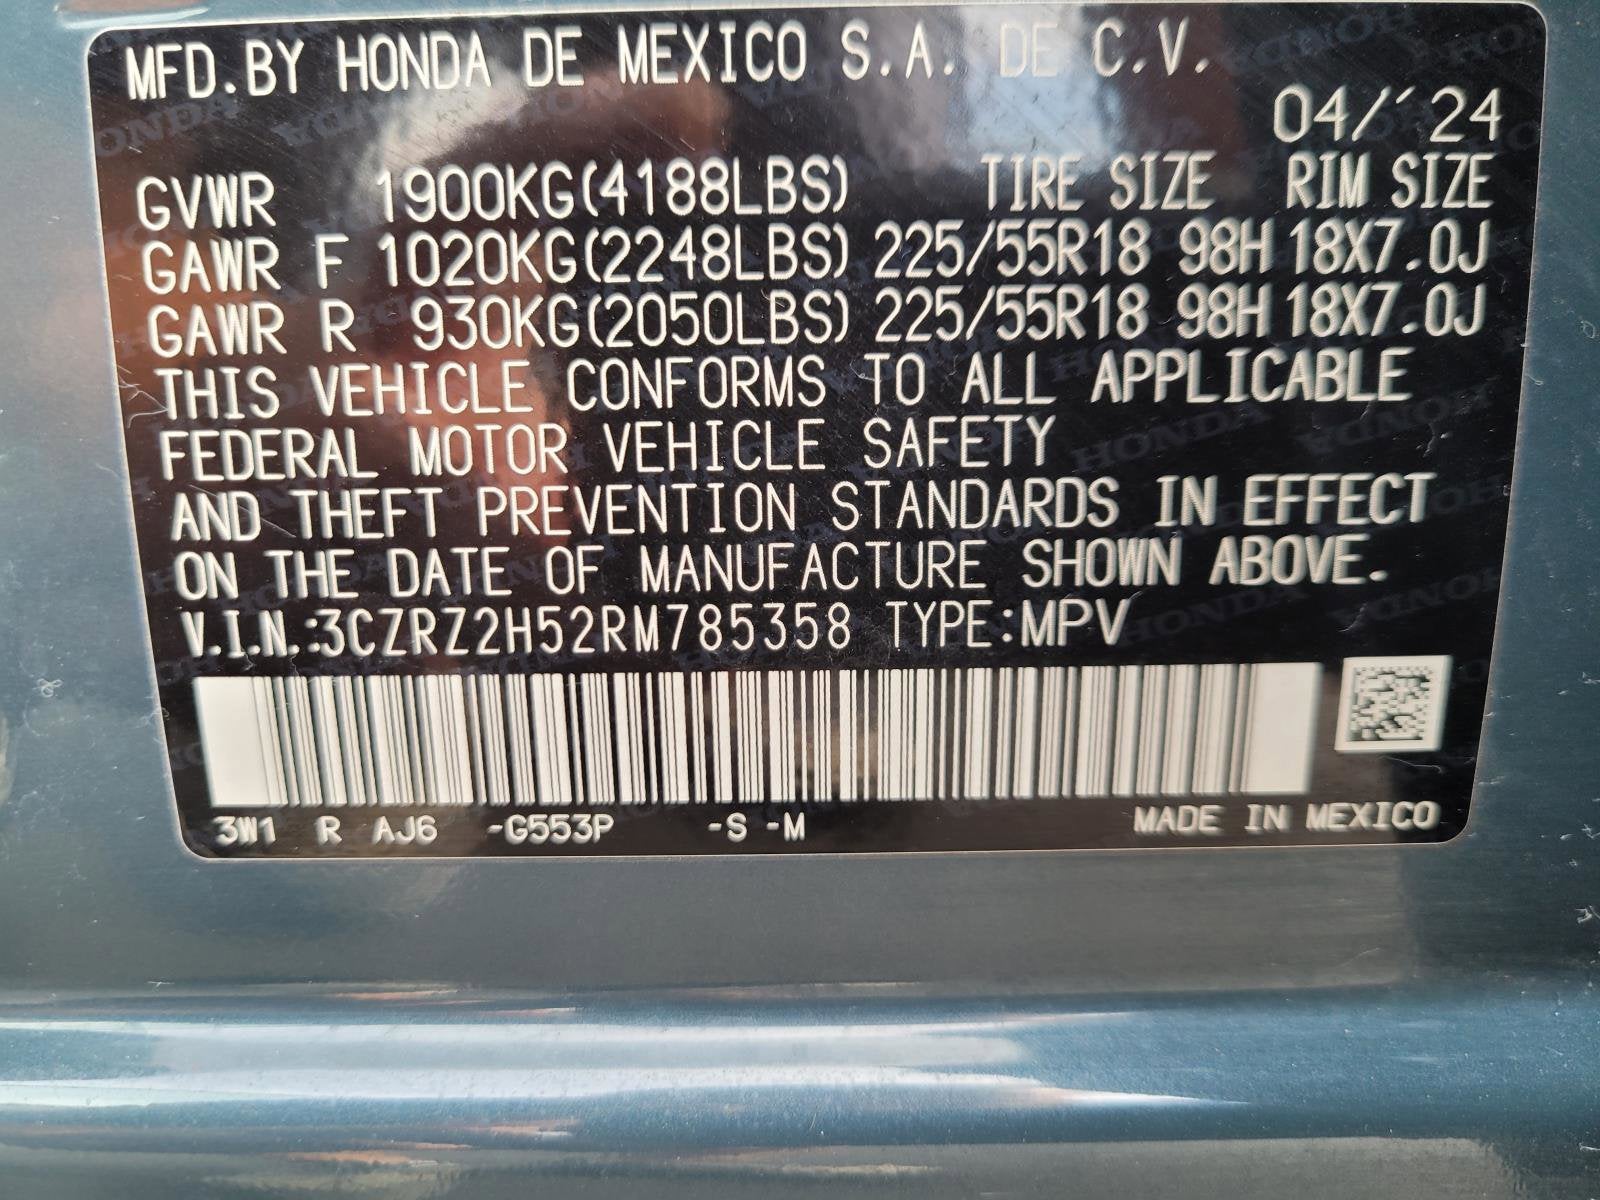 MFD.BY HONDA DE MEXICO S.A. DE C.V.
04/´24
GVWR 1900KG(4188LBS) TIRE SIZE RIM SIZE
GAWR F 1020KG(2248LBS) 225/55R18 98H 18X7.0J
GAWR R 930KG(2050LBS) 225/55R18 98H 18X7.0J
THIS VEHICLE CONFORMS TO ALL APPLICABLE
FEDERAL MOTOR VEHICLE SAFETY
AND THEFT PREVENTION STANDARDS IN EFFECT
ON THE DATE OF MANUFACTURE SHOWN ABOVE.
V.I.N.:3CZRZ2H52RM785358 TYPE:MPV
3W1 R AJ6 -G553P -S -M MADE IN MEXICO